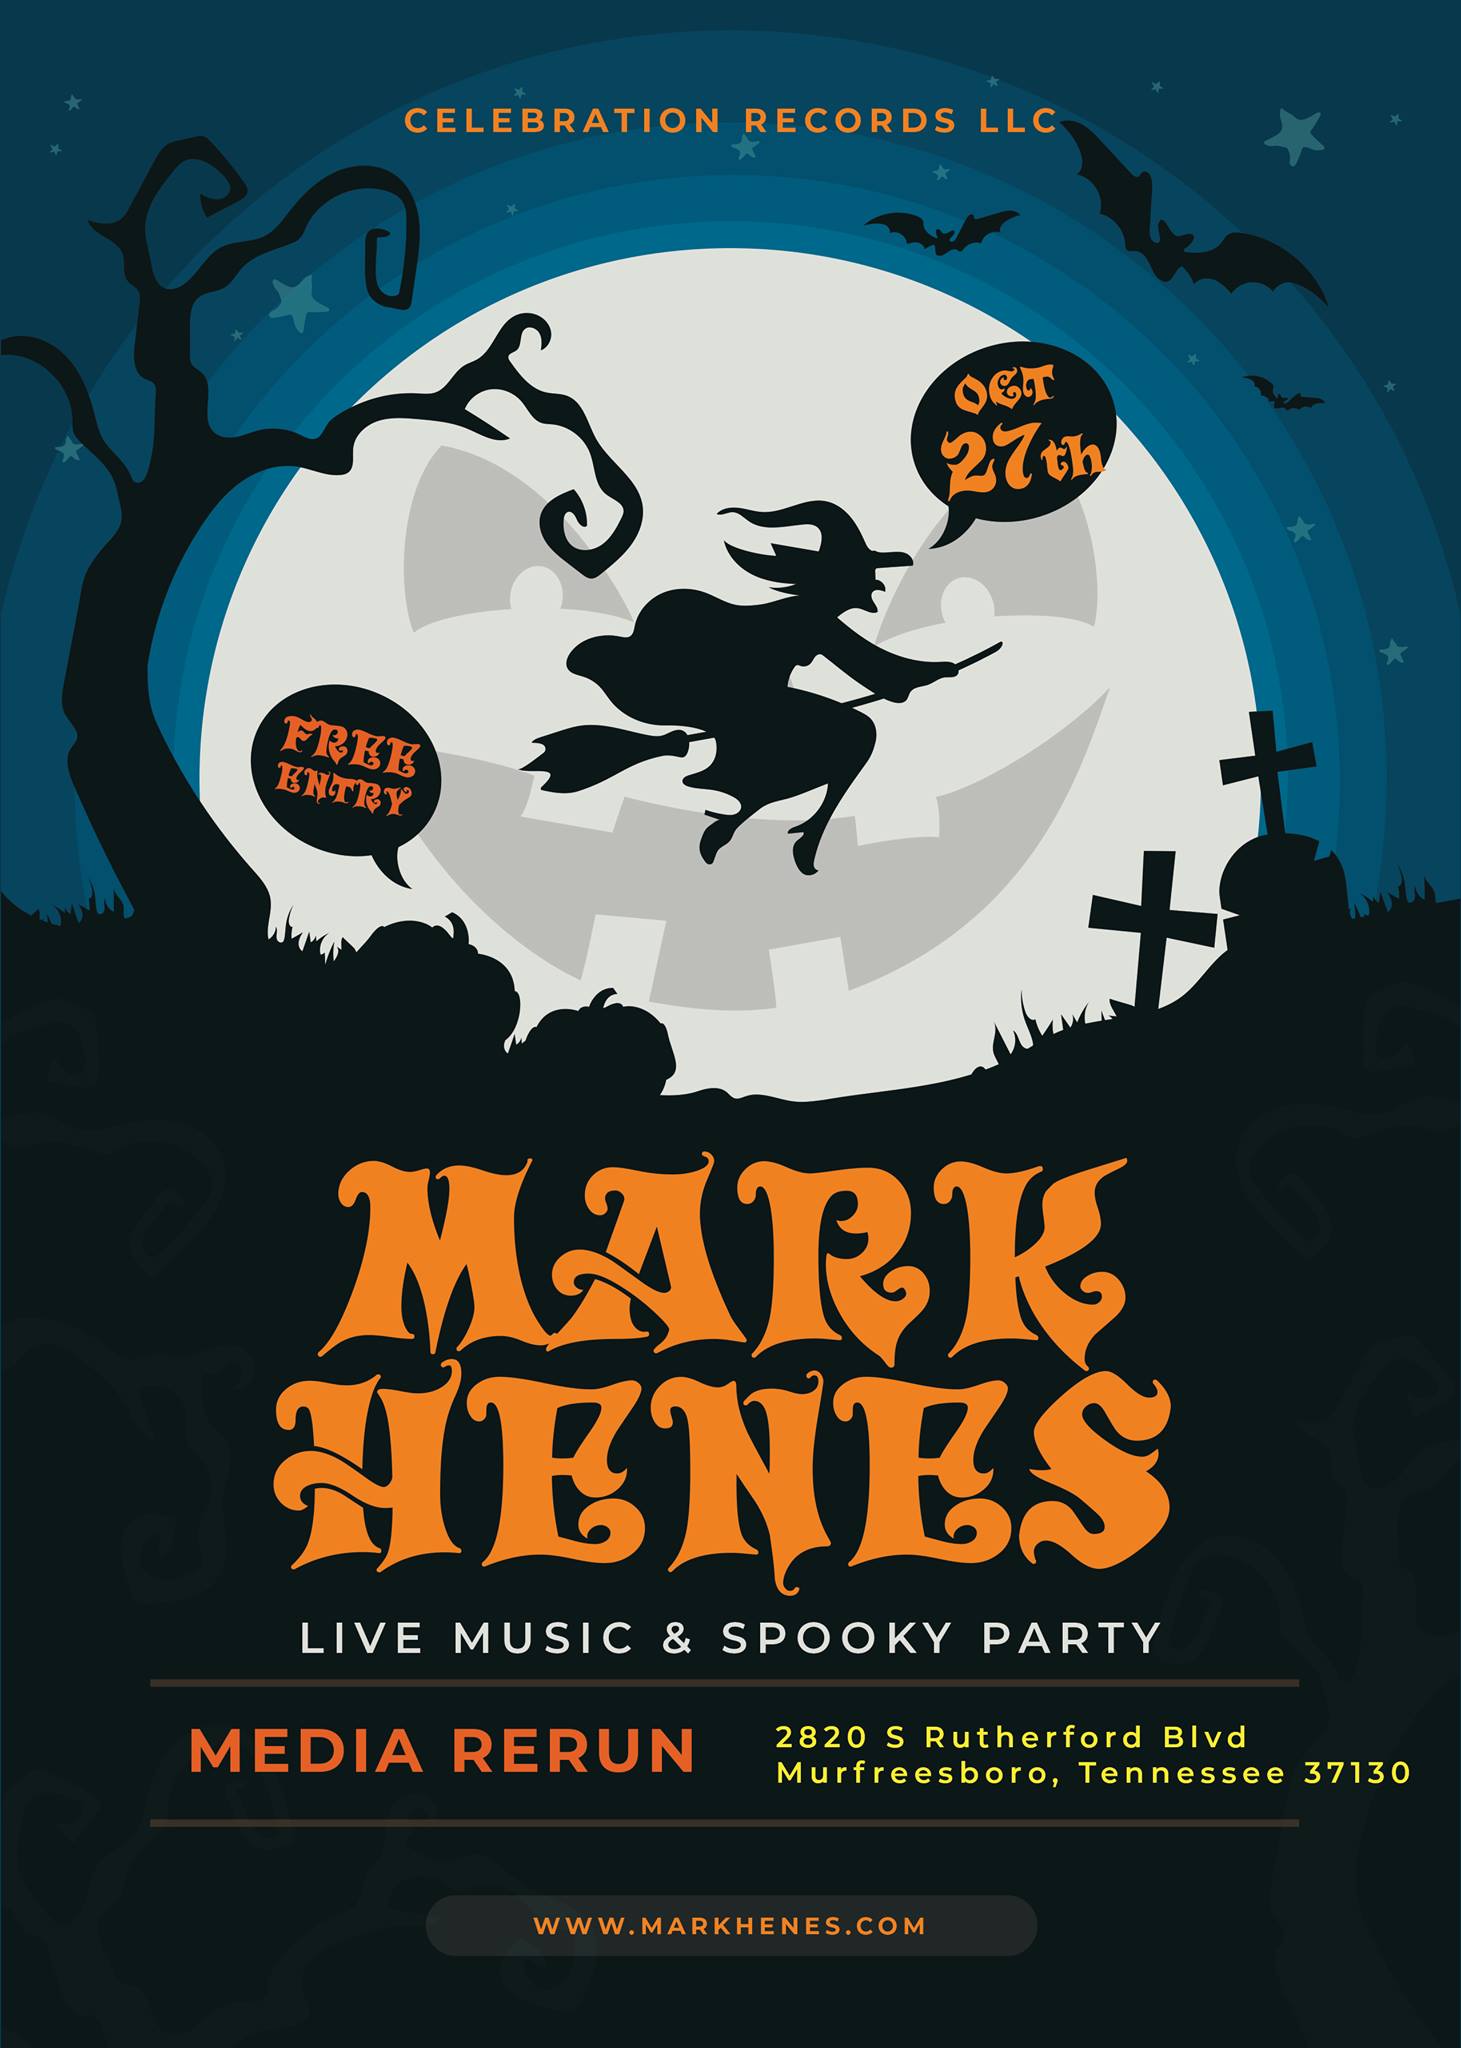 CELEBRATION RECORDS LLC
OCT
27th
FREE
ENTRY
MARK
HENES
LIVE MUSIC & SPOOKY PARTY
MEDIA RERUN
2820 S Rutherford Blvd
Murfreesboro, Tennessee 37130
WWW.MARKHENES.COM